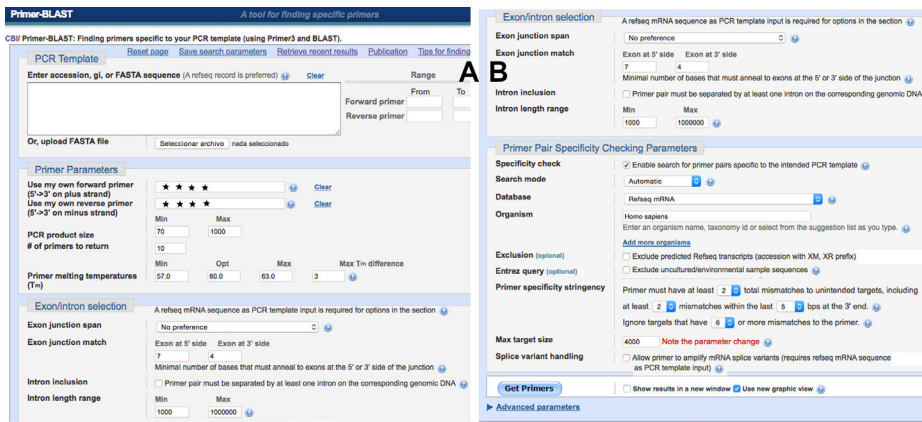 Primer-BLAST A tool for finding specific primers
CBI/ Primer-BLAST: Finding primers specific to your PCR template (using Primer3 and BLAST).
Reset page Save search parameters Retrieve recent results Publication Tips for finding
PCR Template
Enter accession, gi, or FASTA sequence (A refseq record is preferred) Clear Range
From To
Forward primer
Reverse primer
Or, upload FASTA file Seleccionar archivo nada seleccionado
Primer Parameters
Use my own forward primer (5'->3' on plus strand) ★ ★ ★ ★ Clear
Use my own reverse primer (5'->3' on minus strand) ★ ★ ★ ★ Clear
Min Max
PCR product size 70 1000
# of primers to return 10
Min Opt Max Max Tm difference
Primer melting temperatures (Tm) 57.0 60.0 63.0 3
Exon/intron selection
A refseq mRNA sequence as PCR template input is required for options in the section
Exon junction span No preference
Exon junction match Exon at 5' side Exon at 3' side
7 4
Minimal number of bases that must anneal to exons at the 5' or 3' side of the junction
Intron inclusion Primer pair must be separated by at least one intron on the corresponding genomic DNA
Intron length range Min Max
1000 1000000
A B
Exon/intron selection
A refseq mRNA sequence as PCR template input is required for options in the section
Exon junction span No preference
Exon junction match Exon at 5' side Exon at 3' side
7 4
Minimal number of bases that must anneal to exons at the 5' or 3' side of the junction
Intron inclusion Primer pair must be separated by at least one intron on the corresponding genomic DNA
Intron length range Min Max
1000 1000000
Primer Pair Specificity Checking Parameters
Specificity check Enable search for primer pairs specific to the intended PCR template
Search mode Automatic
Database Refseq mRNA
Organism Homo sapiens
Enter an organism name, taxonomy id or select from the suggestion list as you type.
Add more organisms
Exclusion (opional) Exclude predicted Refseq transcripts (accession with XM, XR prefix)
Entrez query (optional) Exclude uncultured/environmental sample sequences
Primer specificity stringency Primer must have at least 2 total mismatches to unintended targets, including
at least 2 mismatches within the last 5 bps at the 3' end.
Ignore targets that have 6 or more mismatches to the primer.
Max target size 4000 Note the parameter change
Splice variant handling Allow primer to amplify mRNA splice variants (requires refseq mRNA sequence
as PCR template input)
Get Primers Show results in a new window Use new graphic view
Advanced parameters